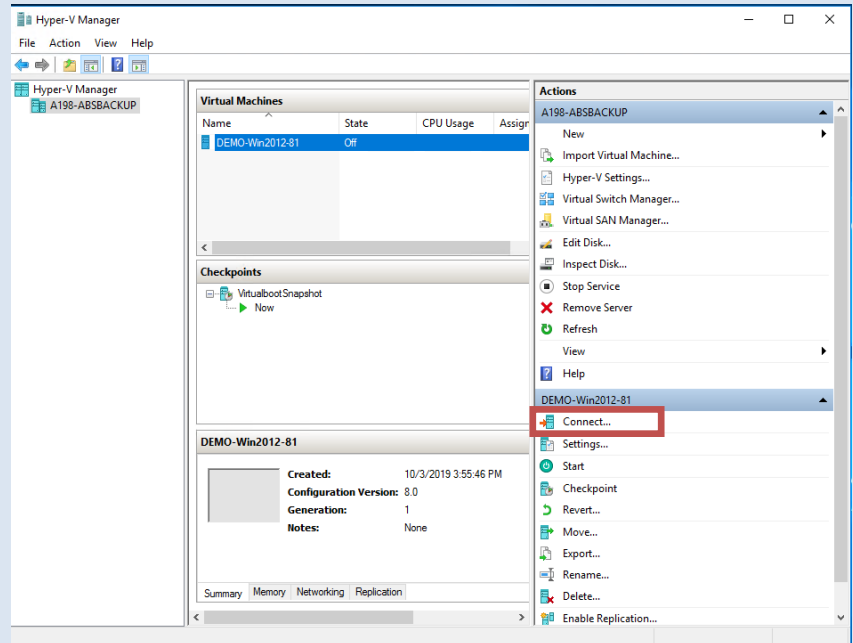 Hyper-V Manager
File Action View Help
Hyper-V Manager
A198-ABSBACKUP
Virtual Machines
Name State CPU Usage Assign
DEMO-Win2012-81 Off
Checkpoints
VirtualbootSnapshot
Now
DEMO-Win2012-81
Created: 10/3/2019 3:55:46 PM
Configuration Version: 8.0
Generation: 1
Notes: None
Summary Memory Networking Replication
Actions
A198-ABSBACKUP
New
Import Virtual Machine...
Hyper-V Settings...
Virtual Switch Manager...
Virtual SAN Manager...
Edit Disk...
Inspect Disk...
Stop Service
Remove Server
Refresh
View
Help
DEMO-Win2012-81
Connect...
Settings...
Start
Checkpoint
Revert...
Move...
Export...
Rename...
Delete...
Enable Replication...